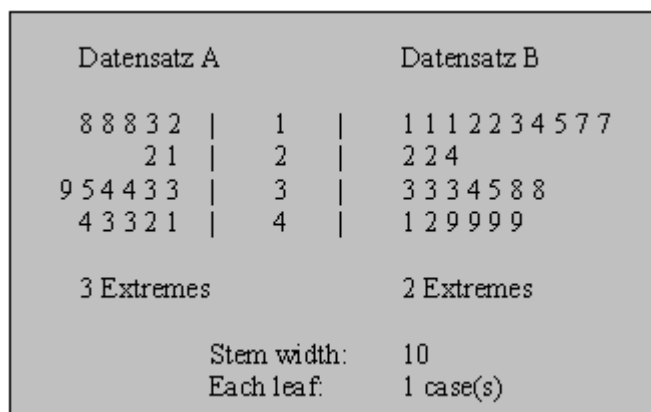 Datensatz A Datensatz B
8 8 8 3 2 | 1 | 1 1 1 2 2 3 4 5 7 7
2 1 | 2 | 2 2 4
9 5 4 4 3 3 | 3 | 3 3 3 4 5 8 8
4 3 3 2 1 | 4 | 1 2 9 9 9 9
3 Extremes 2 Extremes
Stem width: 10
Each leaf: 1 case(s)